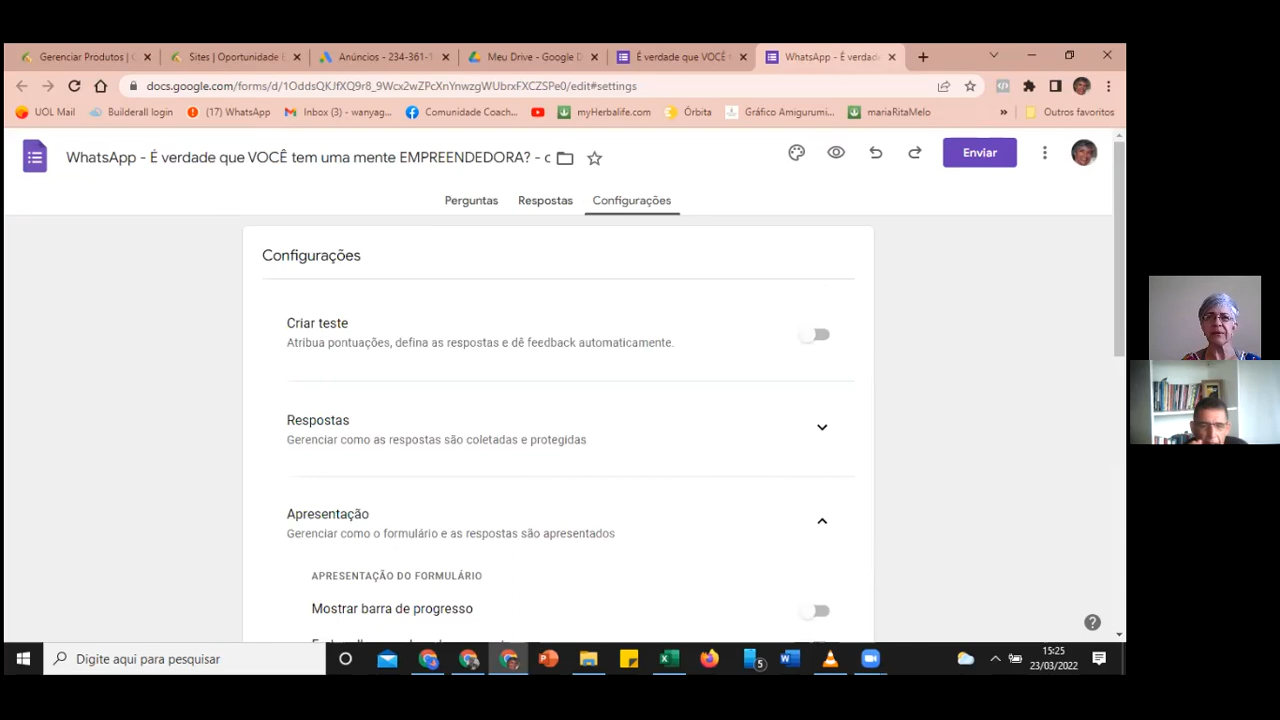 Gerenciar Produtos | C
Sites | Oportunidade E
Anúncios - 234-361-1
Meu Drive - Google D
É verdade que VOCÊ t
WhatsApp - É verdade
docs.google.com/forms/d/1OddsQKJfXO9r8_9Wcx2wZPcXnYnwzgWUbrxFXCZSPe0/edit#settings
UOL Mail
Builderall login
(17) WhatsApp
Inbox (3) - wanyag...
Comunidade Coach...
myHerbalife.com
Órbita
Gráfico Amigurumi...
mariaRitaMelo
»
Outros favoritos
WhatsApp - É verdade que VOCÊ tem uma mente EMPREENDEDORA? - c
Enviar
Perguntas
Respostas
Configurações
Configurações
Criar teste
Atribua pontuações, defina as respostas e dê feedback automaticamente.
Respostas
Gerenciar como as respostas são coletadas e protegidas
Apresentação
Gerenciar como o formulário e as respostas são apresentados
APRESENTAÇÃO DO FORMULÁRIO
Mostrar barra de progresso
Digite aqui para pesquisar
5
15:25
23/03/2022